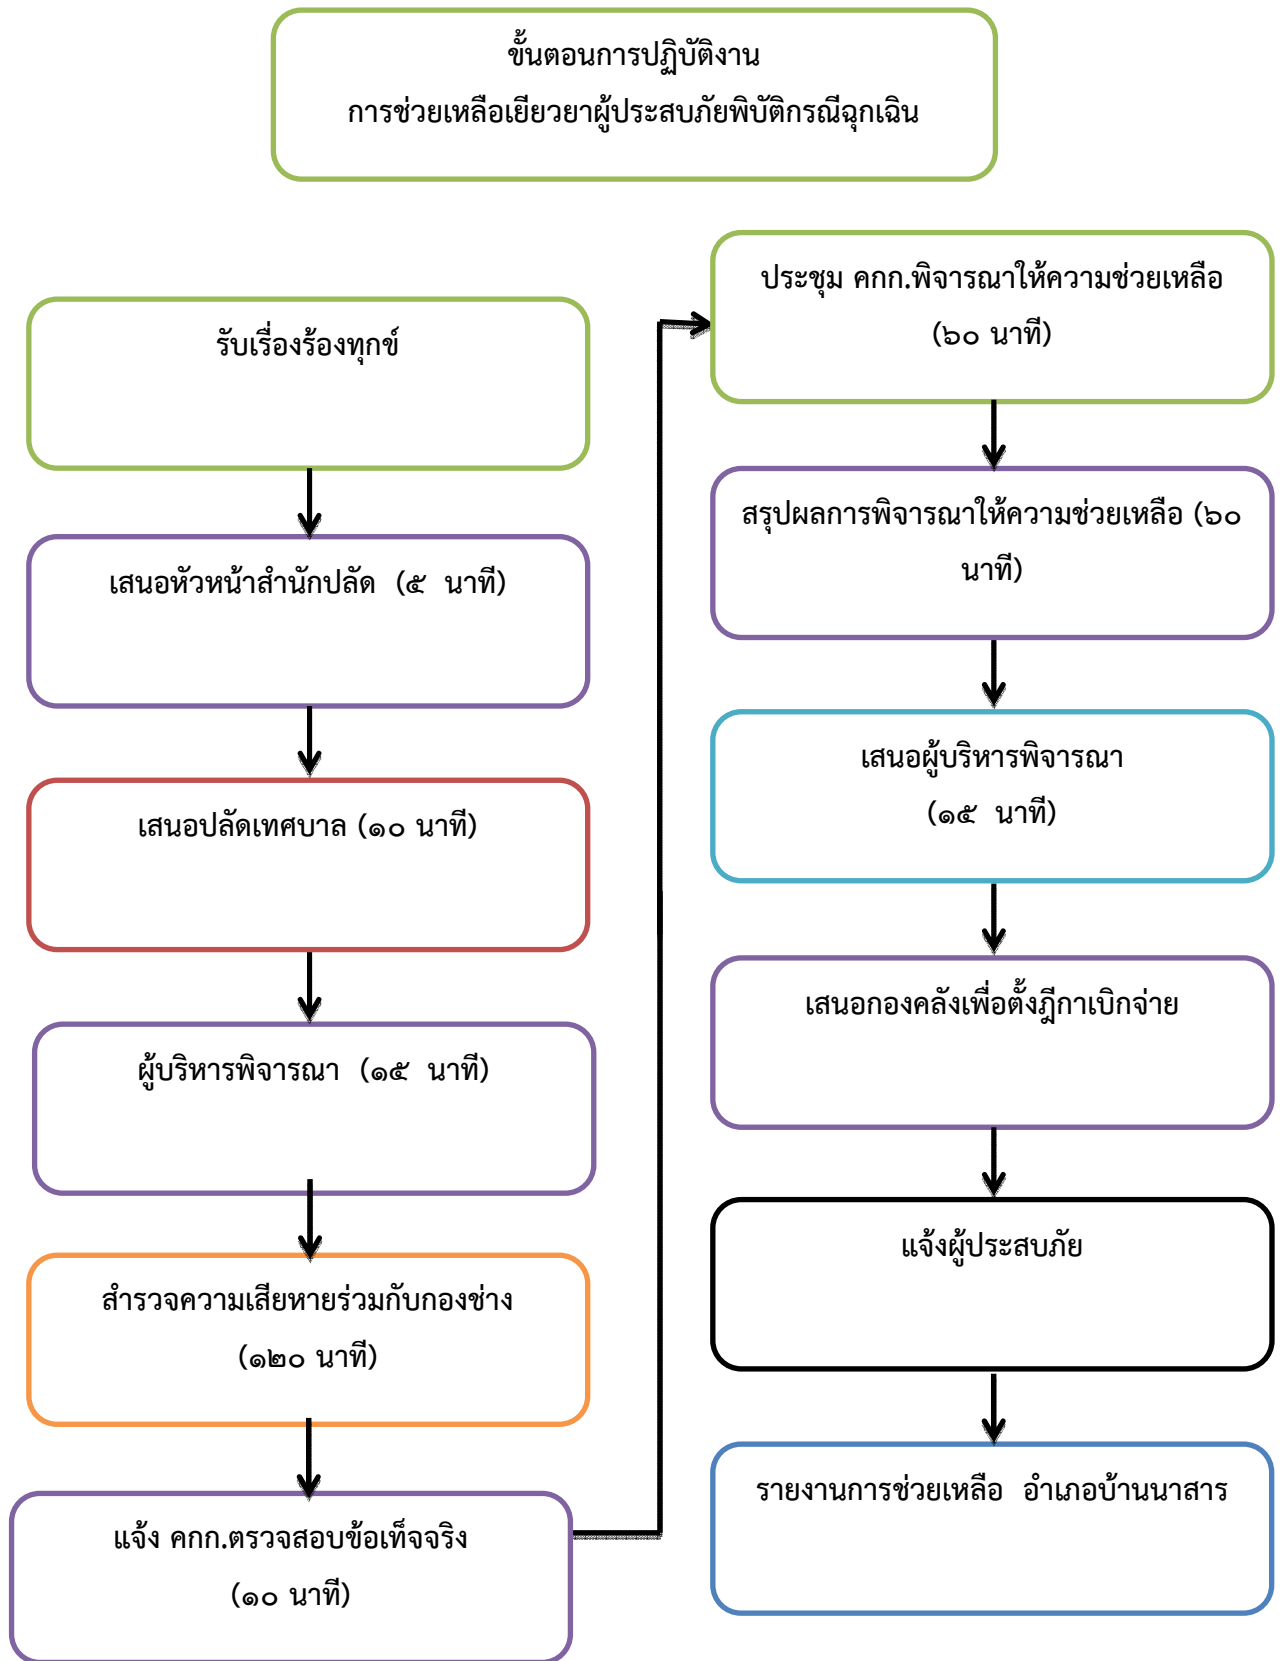 ขั้นตอนการปฏิบัติงาน
การช่วยเหลือเยียวยาผู้ประสบภัยพิบัติกรณีฉุกเฉิน
รับเรื่องร้องทุกข์
เสนอหัวหน้าสำนักปลัด (๕ นาที)
เสนอปลัดเทศบาล (๑๐ นาที)
ผู้บริหารพิจารณา (๑๕ นาที)
สำรวจความเสียหายร่วมกับกองช่าง
(๑๒๐ นาที)
แจ้ง คกก.ตรวจสอบข้อเท็จจริง
(๑๐ นาที)
ประชุม คกก.พิจารณาให้ความช่วยเหลือ
(๖๐ นาที)
สรุปผลการพิจารณาให้ความช่วยเหลือ (๖๐
นาที)
เสนอผู้บริหารพิจารณา
(๑๕ นาที)
เสนอกองคลังเพื่อตั้งฎีกาเบิกจ่าย
แจ้งผู้ประสบภัย
รายงานการช่วยเหลือ อำเภอบ้านนาสาร